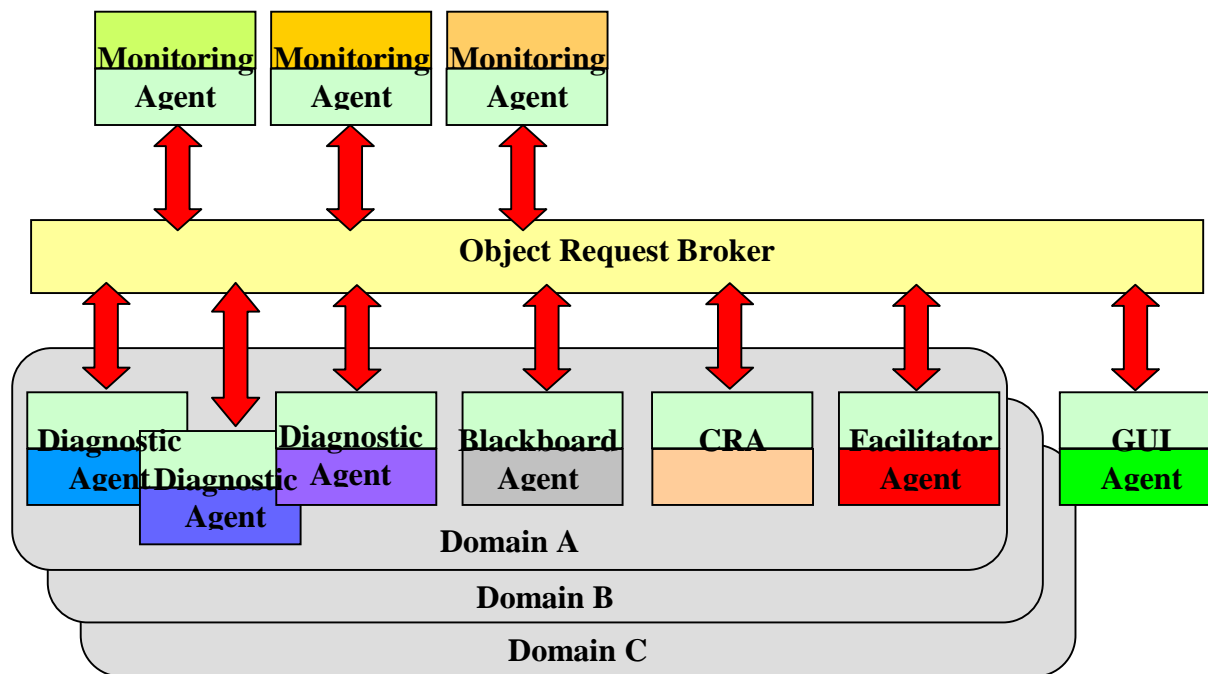 Monitoring
Agent
Monitoring
Agent
Monitoring
Agent
Object Request Broker
Diagnostic
Agent
Diagnostic
Agent
Diagnostic
Agent
Blackboard
Agent
CRA
Facilitator
Agent
GUI
Agent
Domain A
Domain B
Domain C